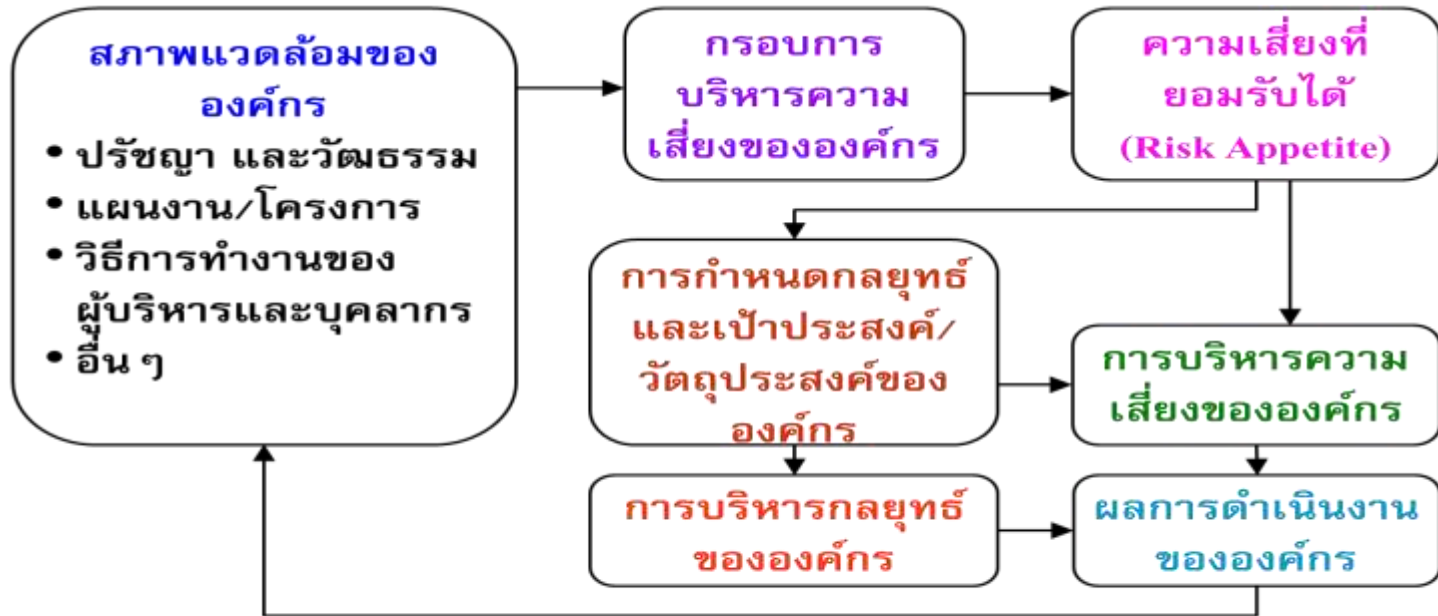 สภาพแวดล้อมของ
องค์กร
• ปรัชญา และวัฒธรรม
• แผนงาน/โครงการ
• วิธีการทำงานของ
ผู้บริหารและบุคลากร
• อื่น ๆ
กรอบการ
บริหารความ
เสี่ยงขององค์กร
ความเสี่ยงที่
ยอมรับได้
(Risk Appetite)
การกำหนดกลยุทธ์
และเป้าประสงค์/
วัตถุประสงค์ของ
องค์กร
การบริหารความ
เสี่ยงขององค์กร
การบริหารกลยุทธ์
ขององค์กร
ผลการดำเนินงาน
ขององค์กร